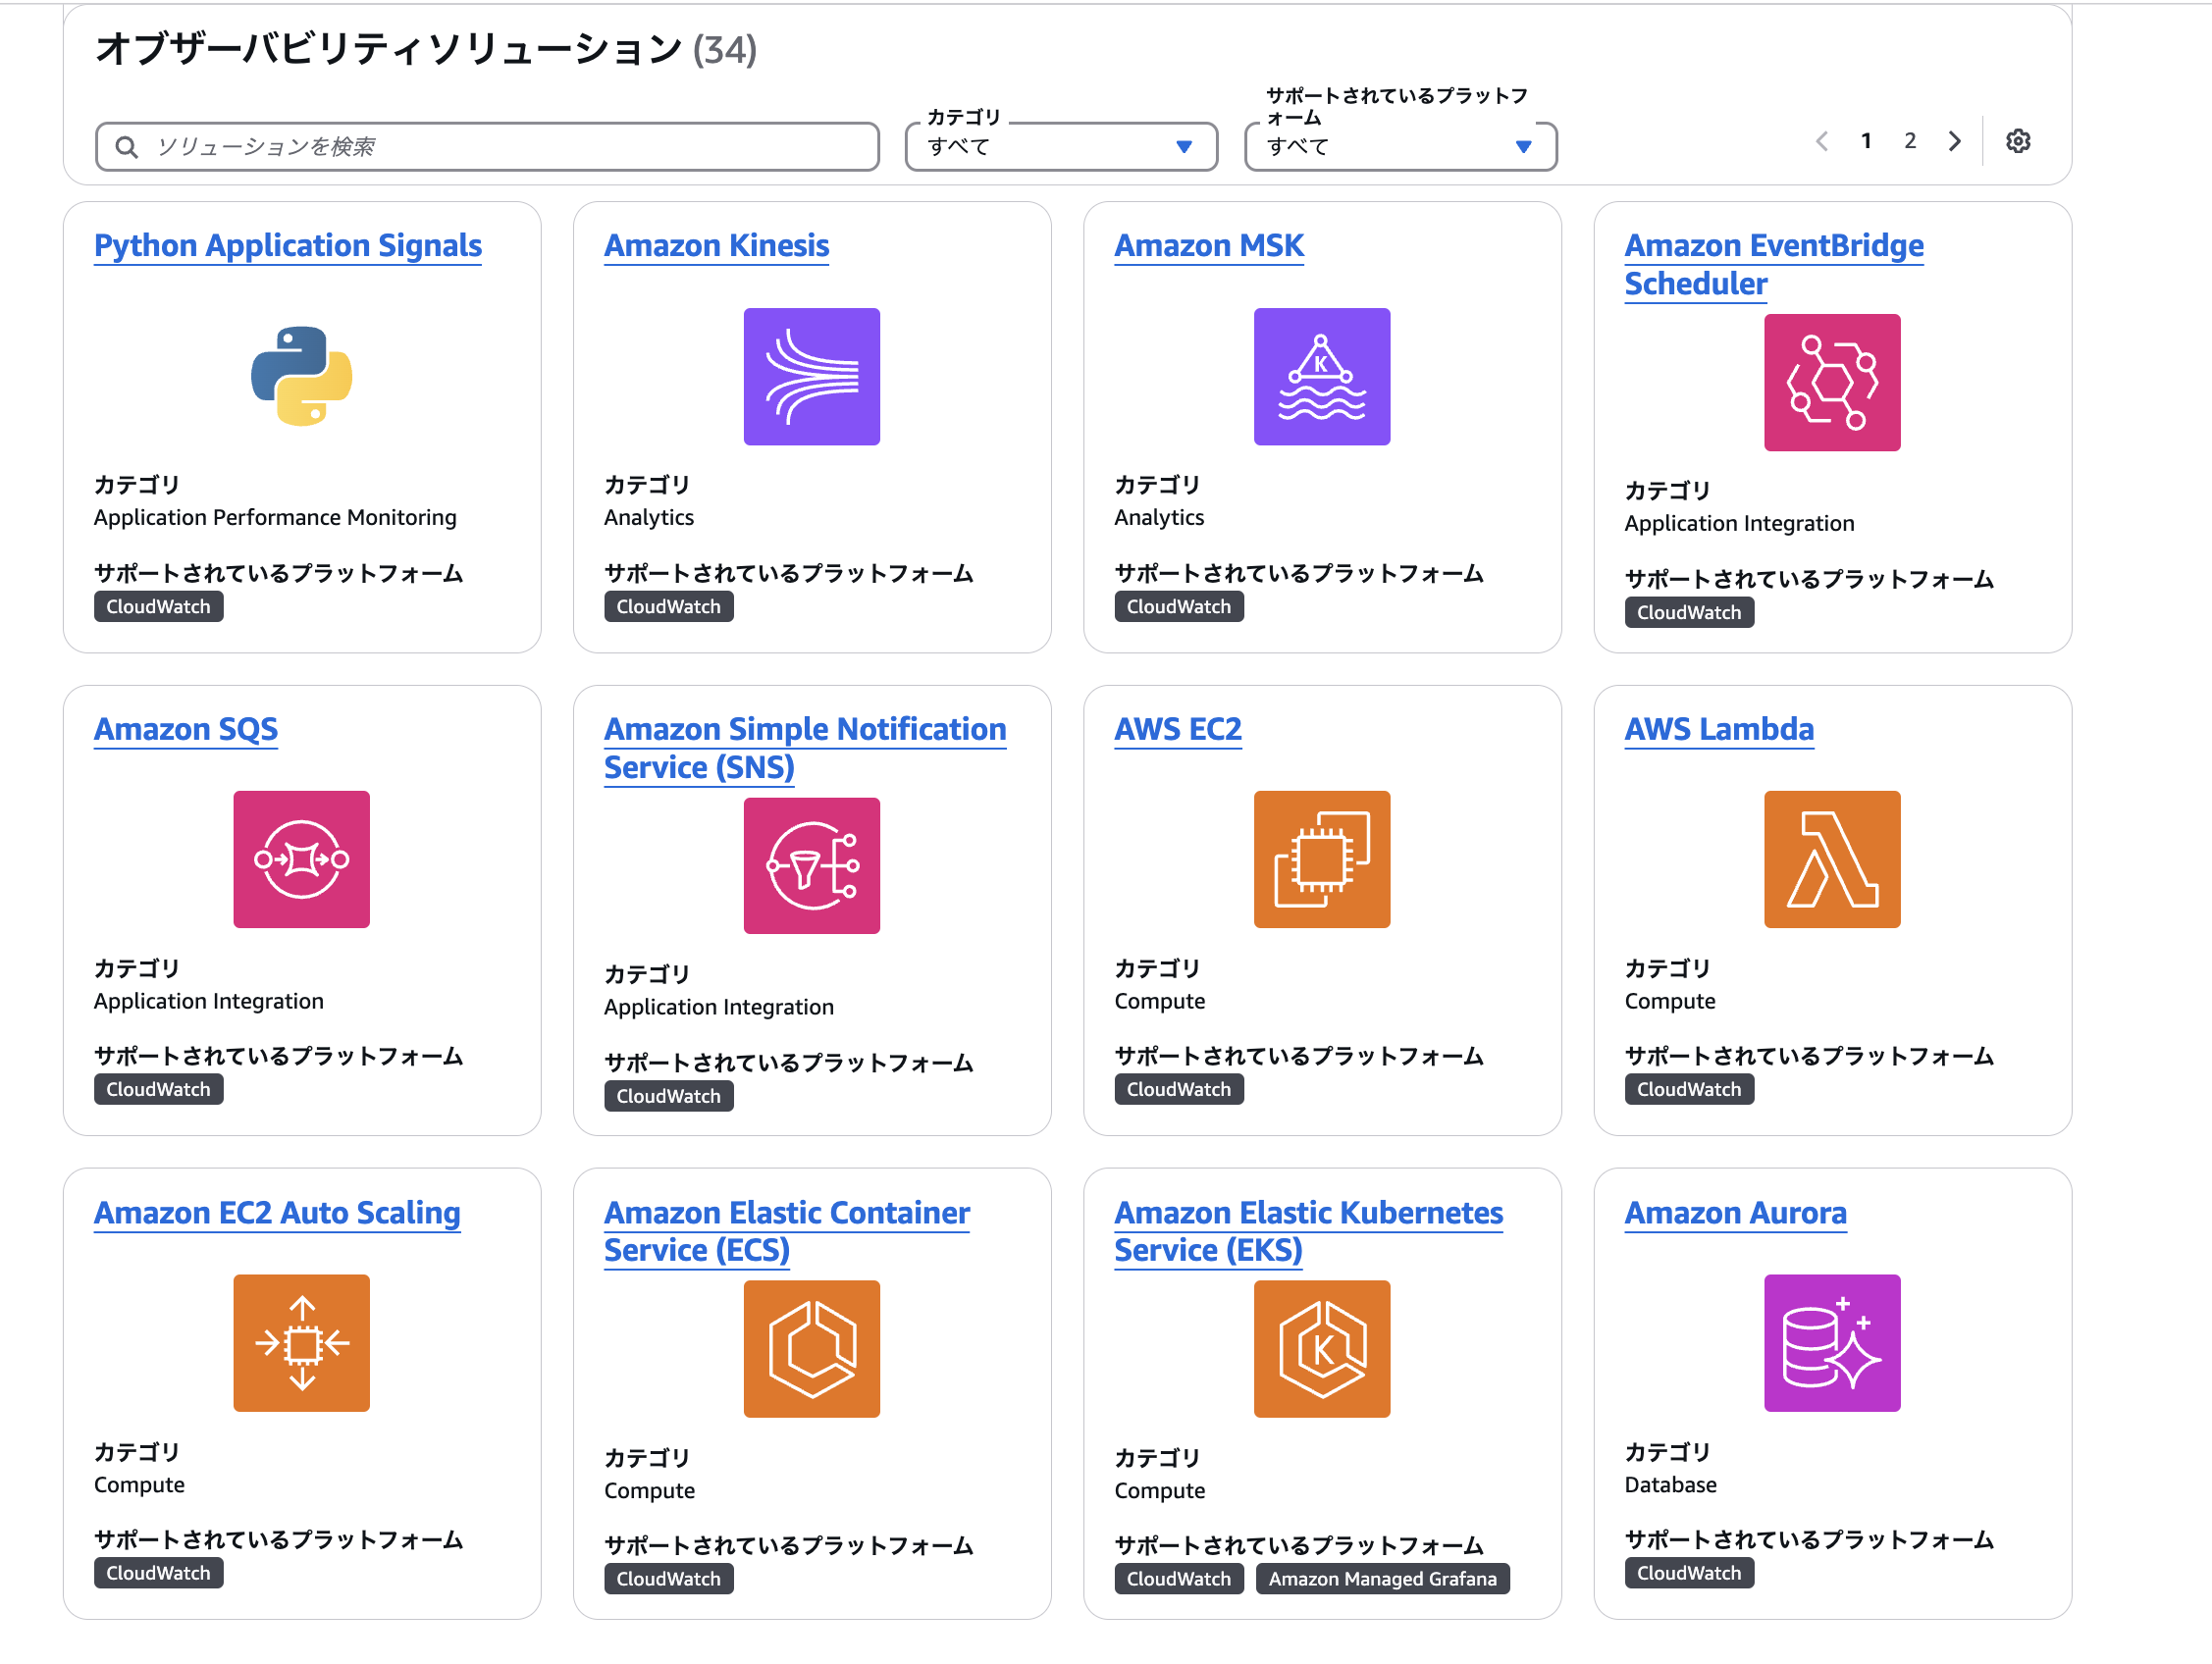 オブザーバビリティソリューション (34)
ソリューションを検索
カテゴリ
すべて
サポートされているプラットフ
ォーム
すべて
1
2
Python Application Signals
カテゴリ
Application Performance Monitoring
サポートされているプラットフォーム
CloudWatch
Amazon Kinesis
カテゴリ
Analytics
サポートされているプラットフォーム
CloudWatch
Amazon MSK
K
カテゴリ
Analytics
サポートされているプラットフォーム
CloudWatch
Amazon EventBridge
Scheduler
カテゴリ
Application Integration
サポートされているプラットフォーム
CloudWatch
Amazon SQS
カテゴリ
Application Integration
サポートされているプラットフォーム
CloudWatch
Amazon Simple Notification
Service (SNS)
カテゴリ
Application Integration
サポートされているプラットフォーム
CloudWatch
AWS EC2
カテゴリ
Compute
サポートされているプラットフォーム
CloudWatch
AWS Lambda
カテゴリ
Compute
サポートされているプラットフォーム
CloudWatch
Amazon EC2 Auto Scaling
カテゴリ
Compute
サポートされているプラットフォーム
CloudWatch
Amazon Elastic Container
Service (ECS)
カテゴリ
Compute
サポートされているプラットフォーム
CloudWatch
Amazon Elastic Kubernetes
Service (EKS)
K
カテゴリ
Compute
サポートされているプラットフォーム
CloudWatch Amazon Managed Grafana
Amazon Aurora
カテゴリ
Database
サポートされているプラットフォーム
CloudWatch